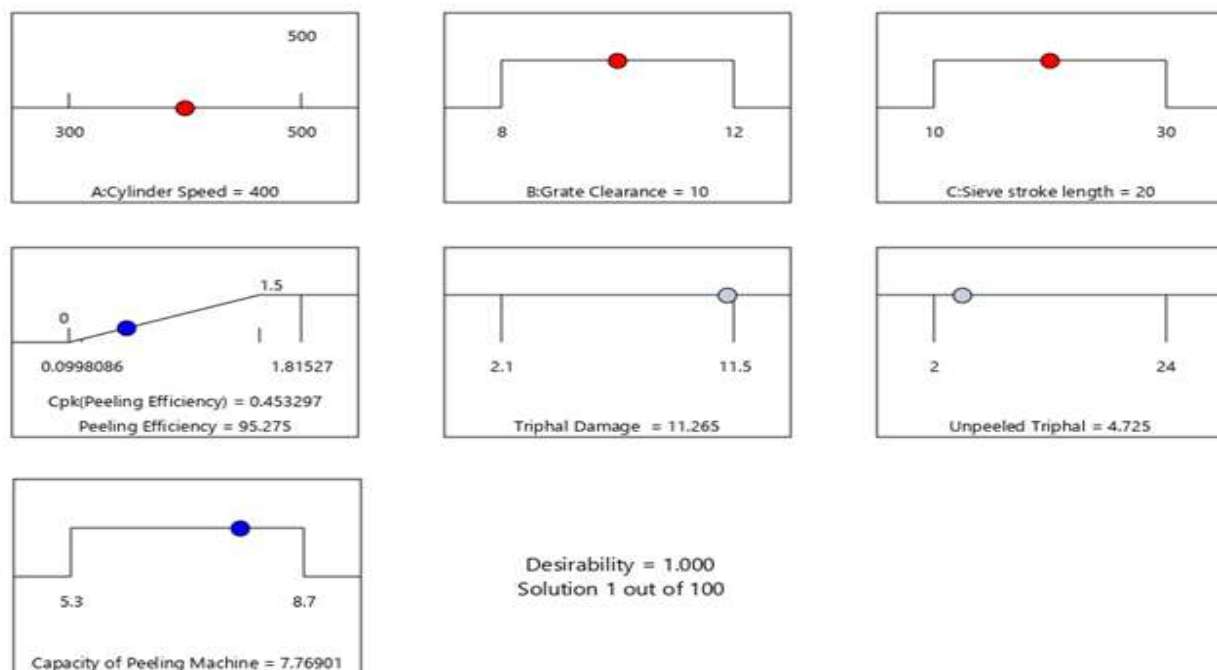 500
300
500
A:Cylinder Speed = 400
8
12
B:Grate Clearance = 10
10
30
C:Sieve stroke length = 20
0
1.5
0.0998086
1.81527
Cpk(Peeling Efficiency) = 0.453297
Peeling Efficiency = 95.275
2.1
11.5
Triphal Damage = 11.265
2
24
Unpeeled Triphal = 4.725
5.3
8.7
Capacity of Peeling Machine = 7.76901
Desirability = 1.000
Solution 1 out of 100